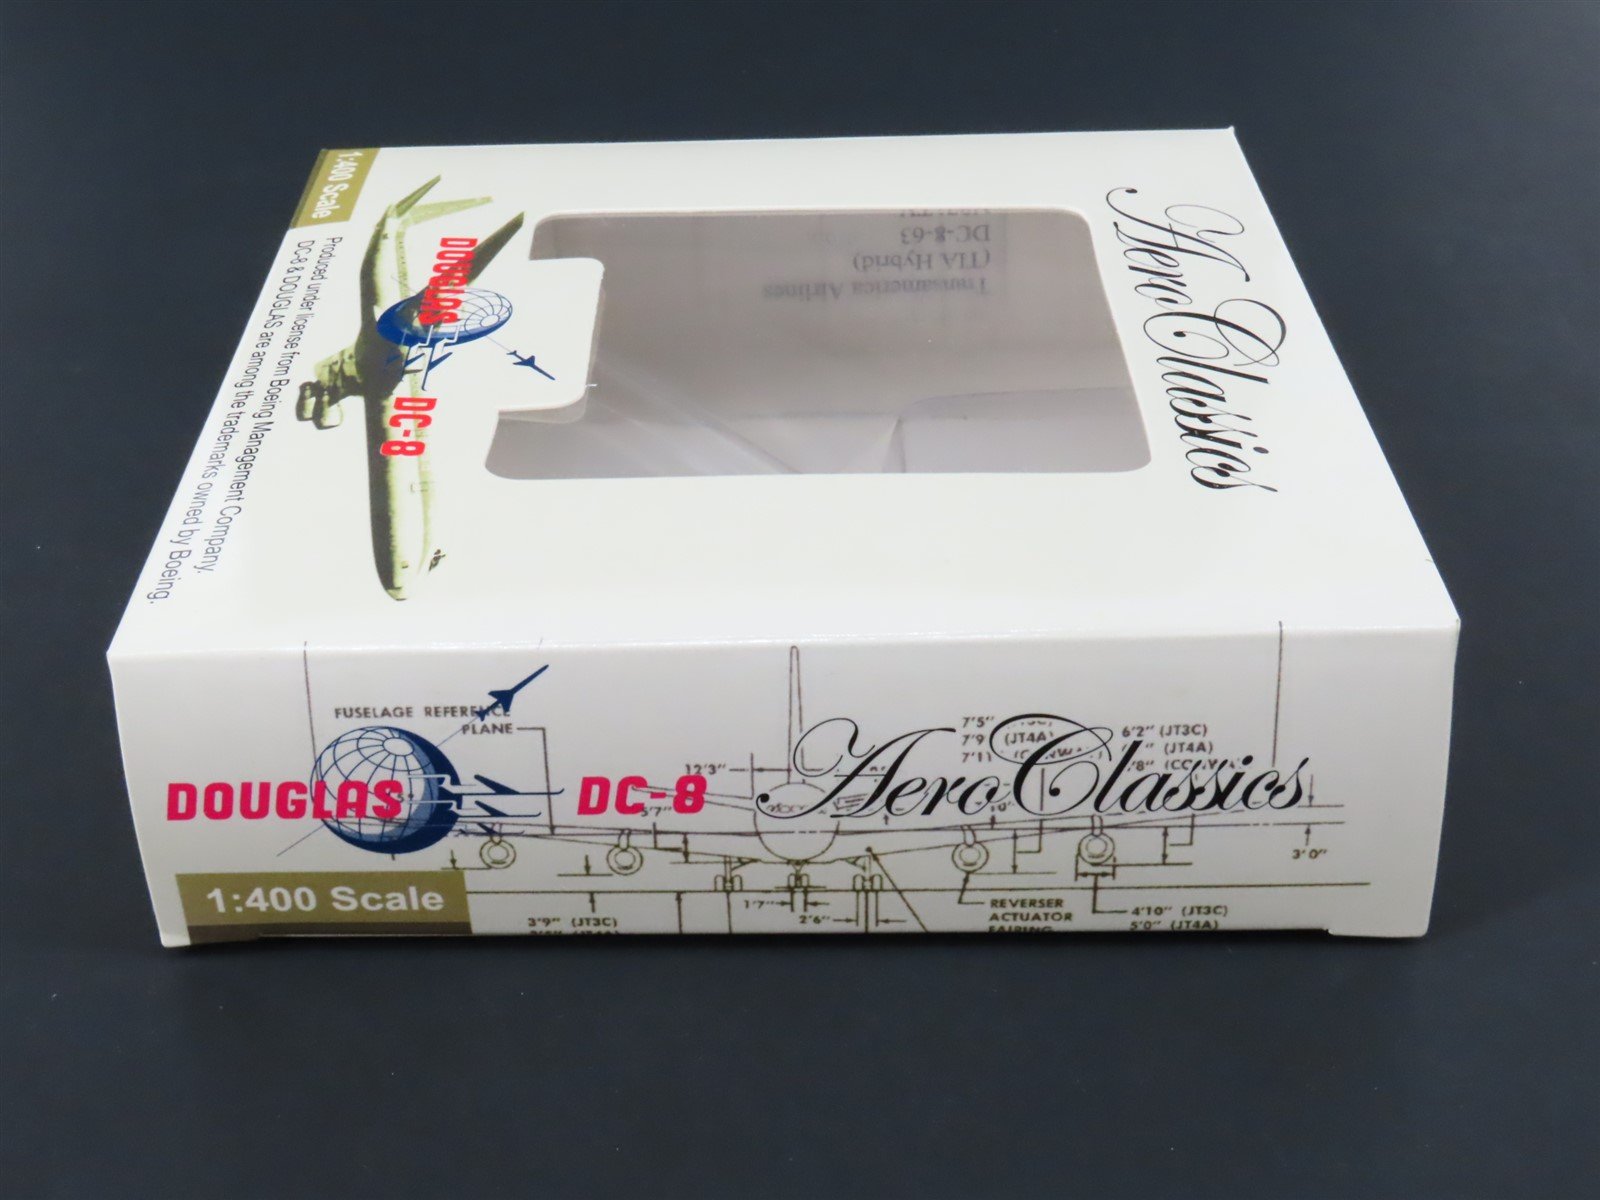 1:400 Scale
Produced under license from Boeing Management Company.
DC-8 & DOUGLAS are among the trademarks owned by Boeing.
DOUGLAS
DC-8
AeroClassics
Transamerica Airlines
(TIA Hybrid)
DC-8-63
FUSELAGE REFERENCE
PLANE
DOUGLAS
DC-8
AeroClassics
1:400 Scale
12'3"
5'7"
7'5"
7'9" (JT4A)
7'11"
6'2" (JT3C)
(JT4A)
3'0"
1'7"
2'6"
3'9" (JT3C)
REVERSER
ACTUATOR
FAIRING
4'10" (JT3C)
5'0" (JT4A)